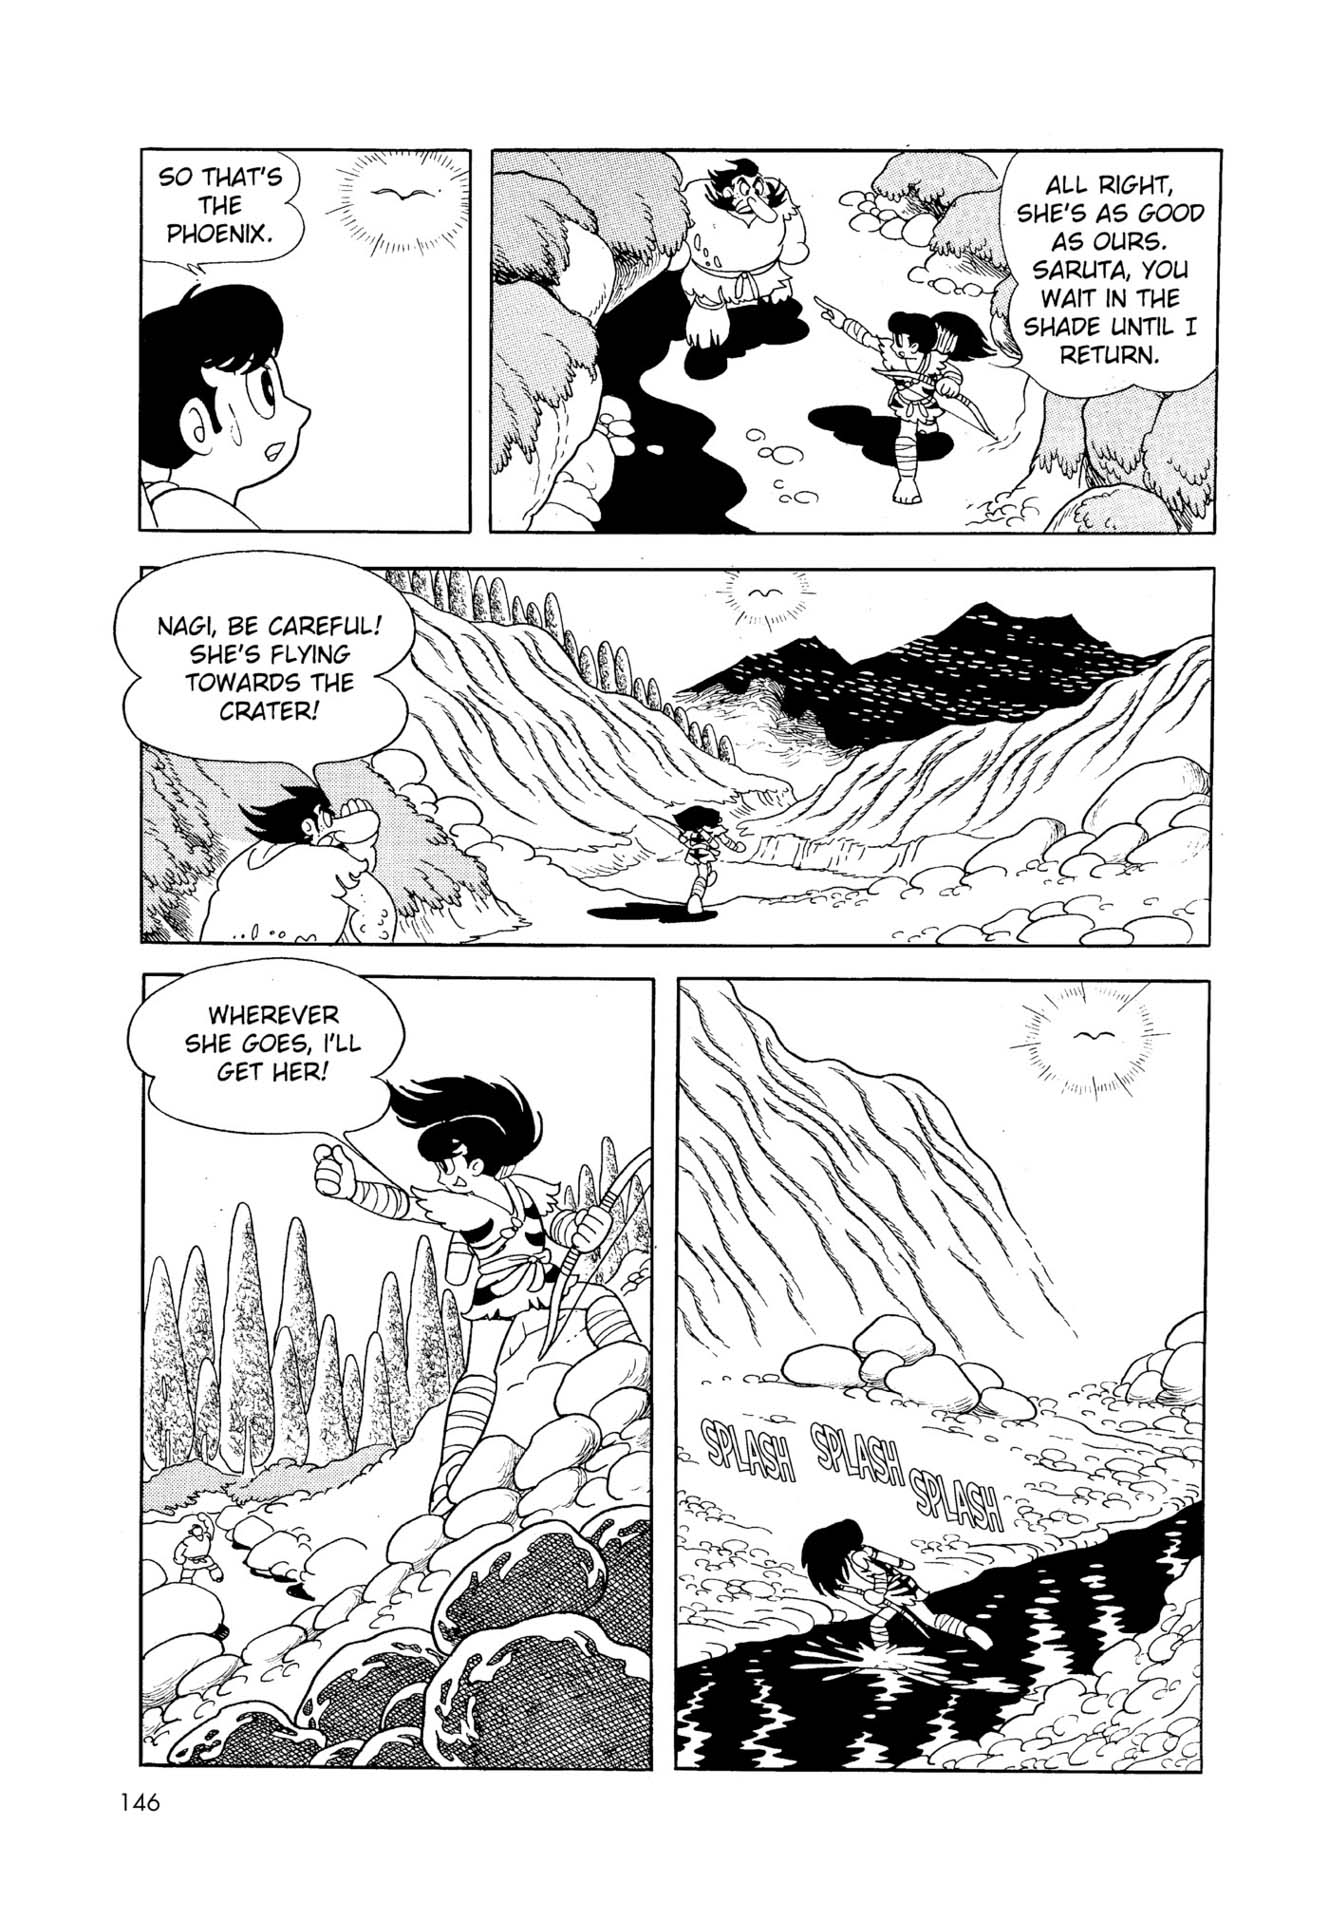 SO THAT'S
THE
PHOENIX.
ALL RIGHT,
SHE'S AS GOOD
AS OURS.
SARUTA, YOU
WAIT IN THE
SHADE UNTIL I
RETURN.
NAGI, BE CAREFUL!
SHE'S FLYING
TOWARDS THE
CRATER!
WHEREVER
SHE GOES, I'LL
GET HER!
SPLASH
SPLASH
SPLASH
146